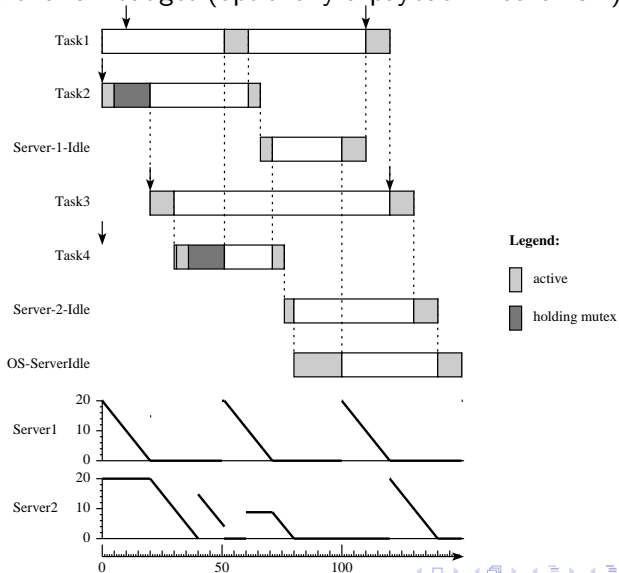 Task1
Task2
Server-1-Idle
Task3
Task4
Server-2-Idle
OS-ServerIdle
Legend:
active
holding mutex
Server1
20
10
0
Server2
20
10
0
0
50
100